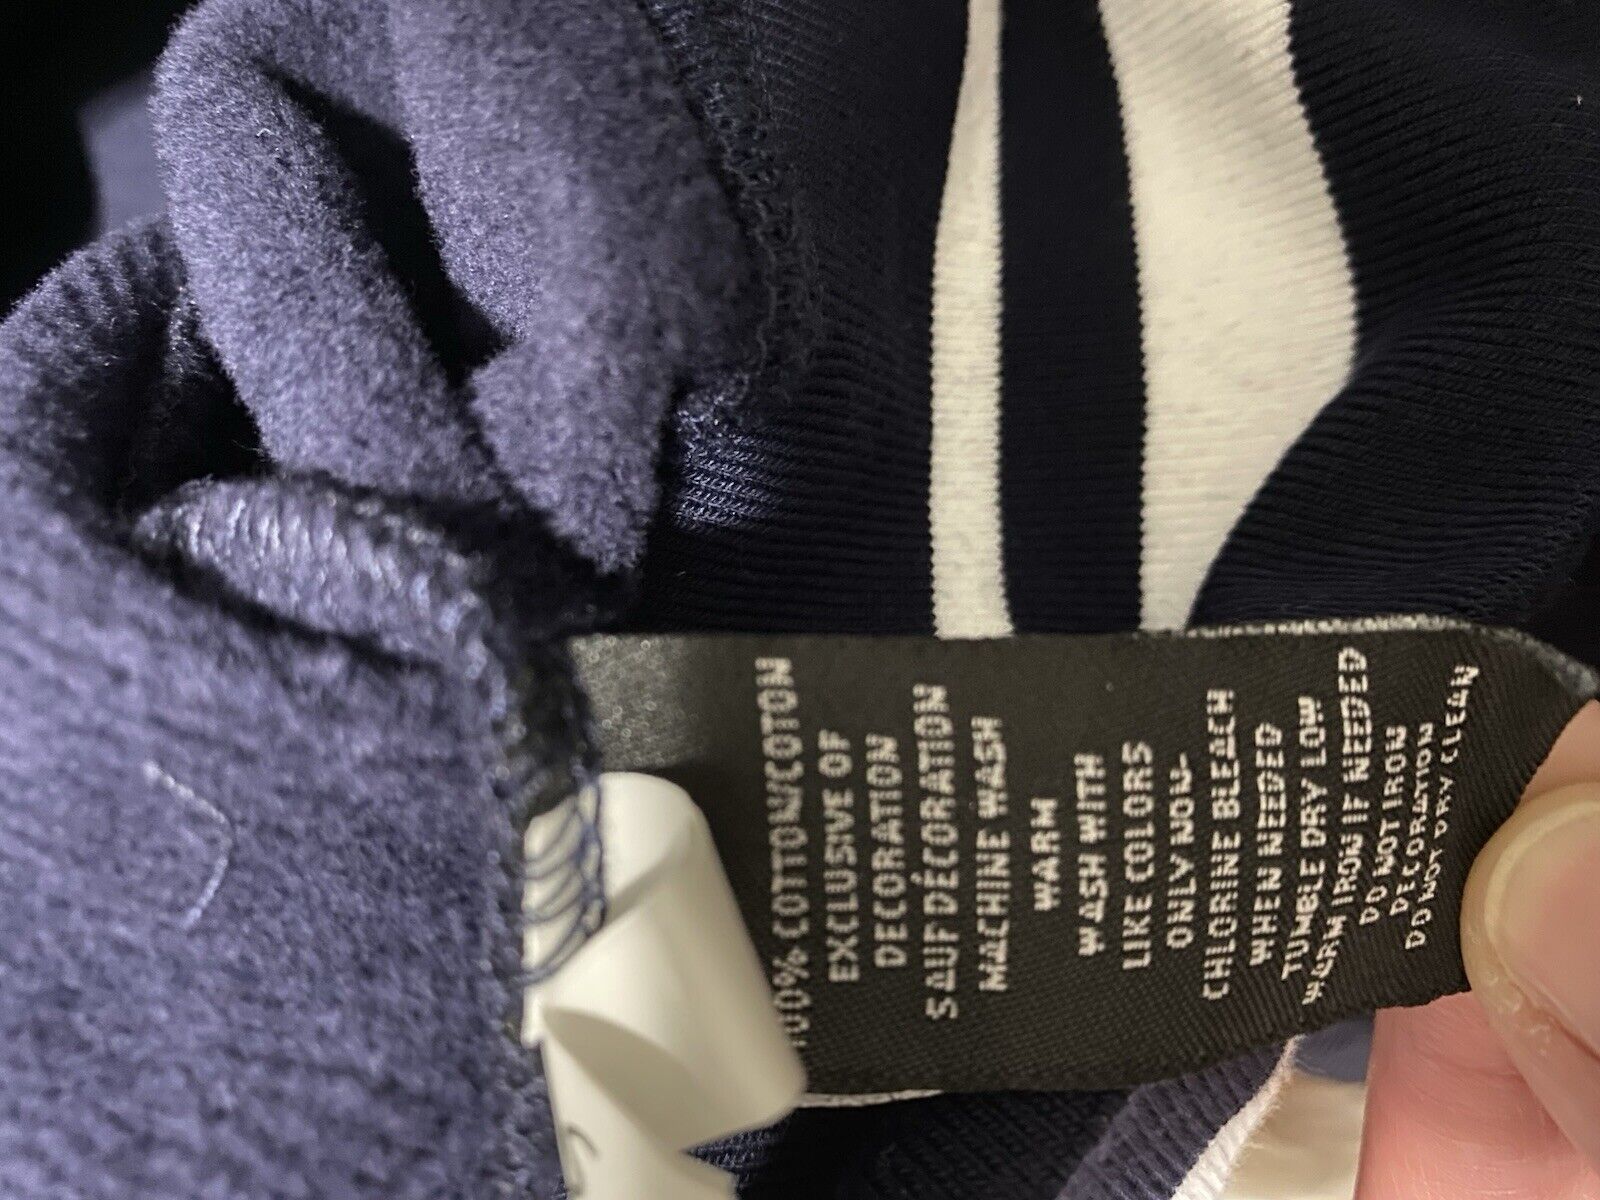 100% COTTON/COTON
EXCLUSIVE OF
DECORATION
SAUF DÉCORATION
MACHINE WASH
WARM
WASH WITH
LIKE COLORS
ONLY NON-
CHLORINE BLEACH
WHEN NEEDED
TUMBLE DRY LOW
WARM IRON IF NEEDED
DO NOT IRON
DECORATION
DO NOT DRY CLEAN